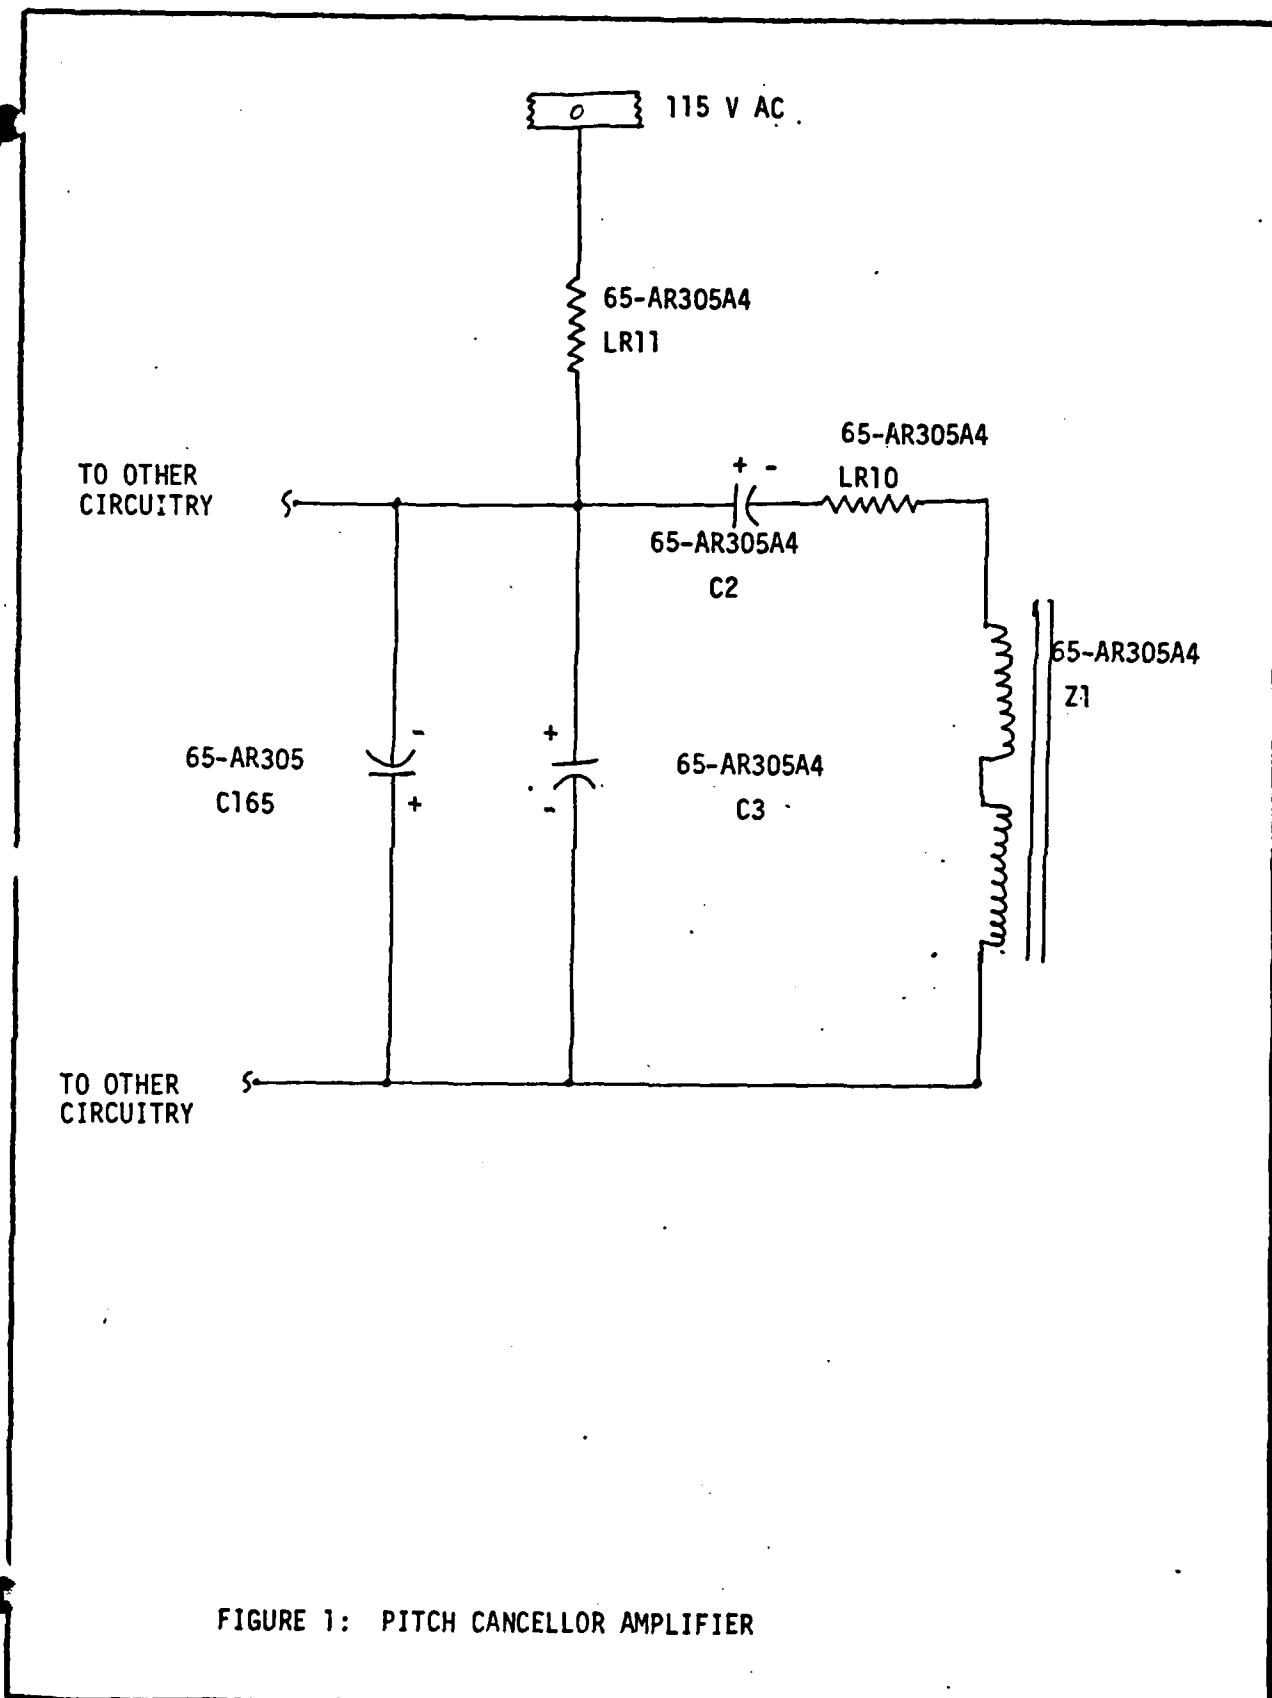 O
115 V AC
65-AR305A4
LR11
65-AR305A4
LR10
TO OTHER
CIRCUITRY
+ -
65-AR305A4
C2
65-AR305A4
Z1
-
+
65-AR305
C165
+
-
65-AR305A4
C3
TO OTHER
CIRCUITRY
FIGURE 1: PITCH CANCELLOR AMPLIFIER